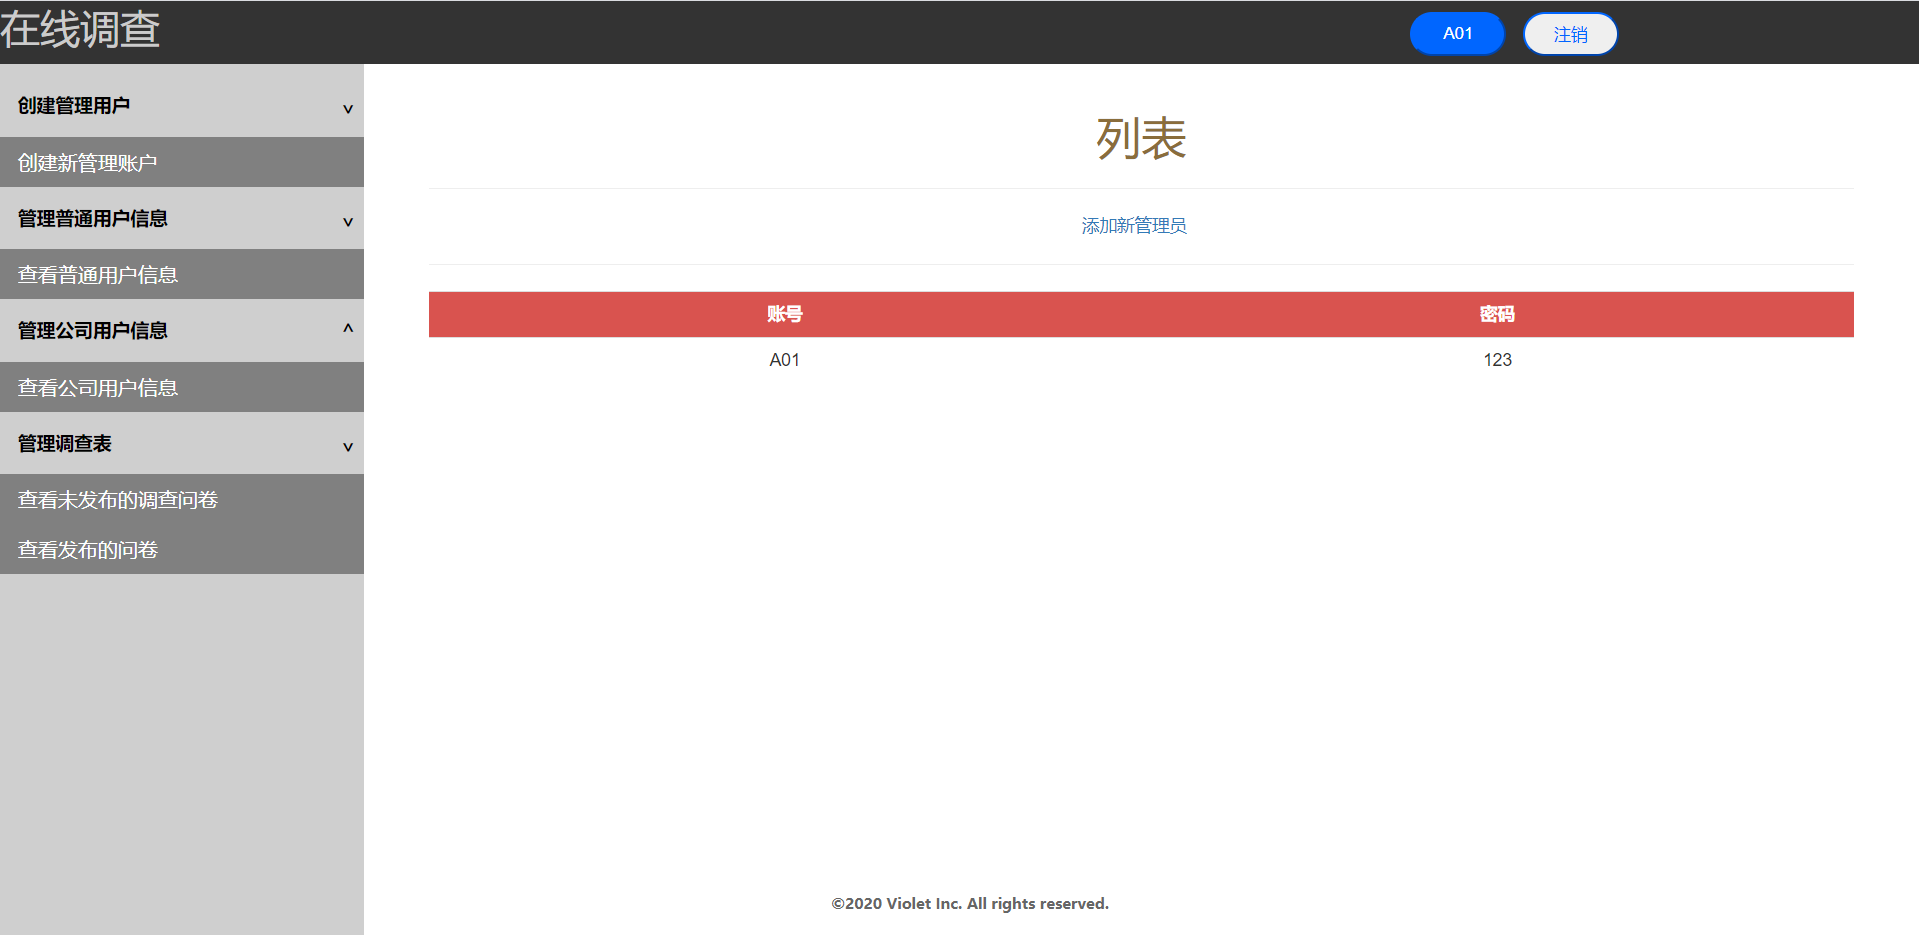 在线调查
A01
注销
创建管理用户
创建新管理账户
管理普通用户信息
查看普通用户信息
管理公司用户信息
查看公司用户信息
管理调查表
查看未发布的调查问卷
查看发布的问卷
列表
添加新管理员
账号 密码
A01 123
©2020 Violet Inc. All rights reserved.